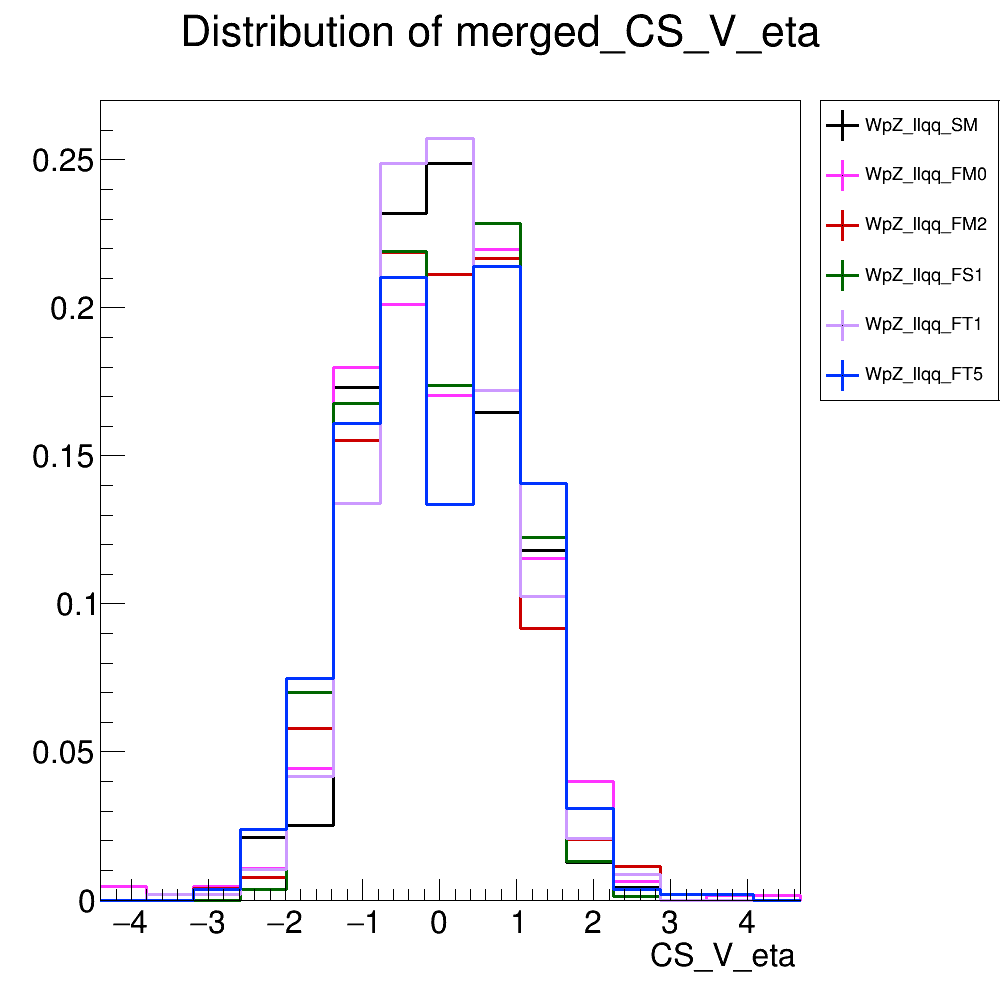 Distribution of merged_CS_V_eta
WpZ_llqq_SM
WpZ_llqq_FM0
WpZ_llqq_FM2
WpZ_llqq_FS1
WpZ_llqq_FT1
WpZ_llqq_FT5
0.25
0.2
0.15
0.1
0.05
0
−4 −3 −2 −1 0 1 2 3 4
CS_V_eta